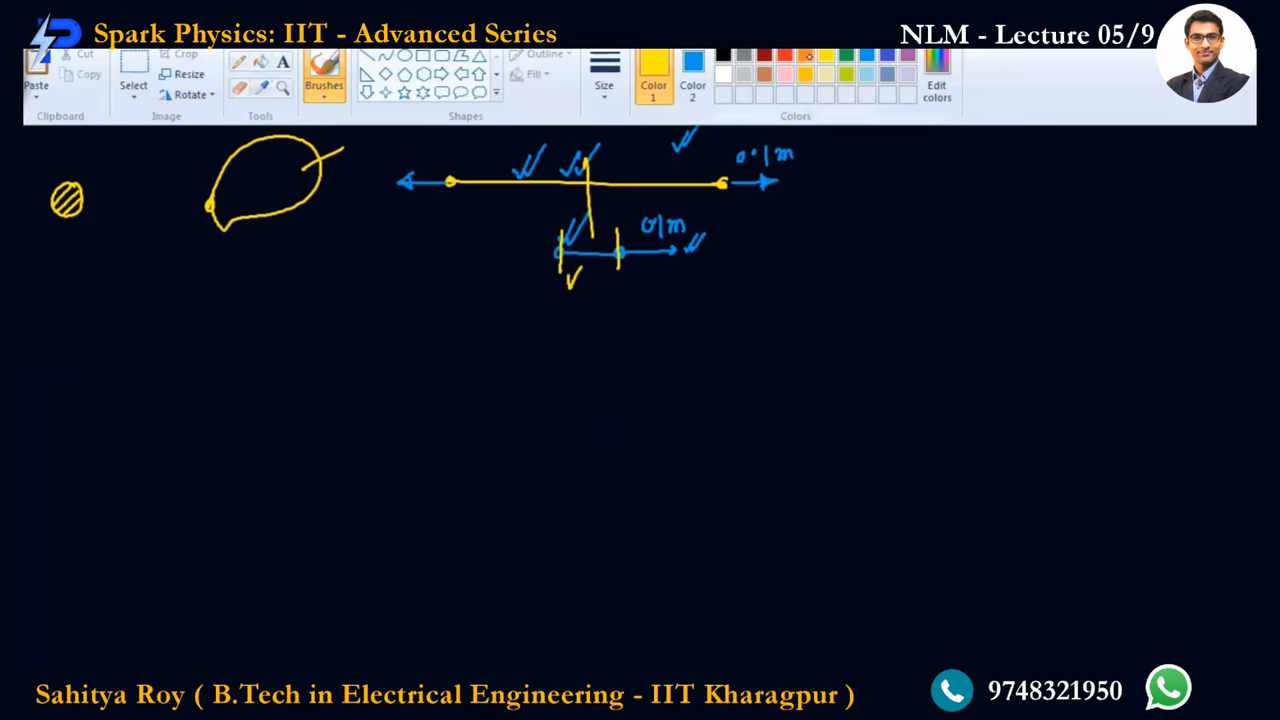 Spark Physics: IIT - Advanced Series
NLM - Lecture 05/9
Paste
Cut
Copy
Clipboard
Select
Crop
Resize
Rotate
Image
A
Tools
Brushes
Outline
Fill
Shapes
Size
Color 1
Color 2
Edit colors
Colors
0.1m
0.1m
Sahitya Roy ( B.Tech in Electrical Engineering - IIT Kharagpur )
9748321950